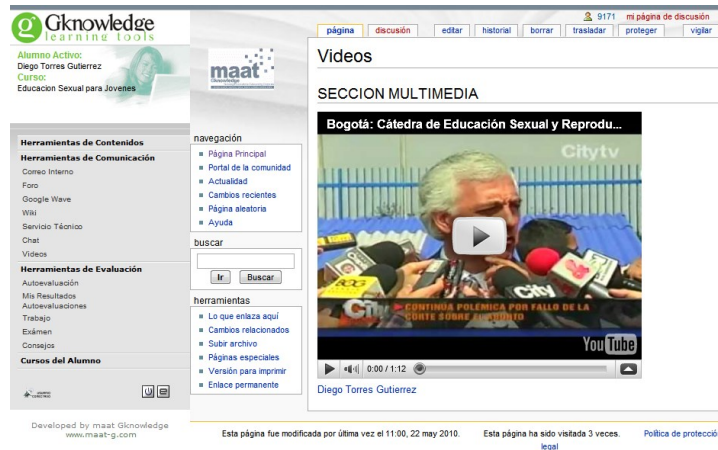 Gknowledge
learning tools
Alumno Activo:
Diego Torres Gutierrez
Curso:
Educacion Sexual para Jovenes
Herramientas de Contenidos
Herramientas de Comunicación
Correo Interno
Foro
Google Wave
Wiki
Servicio Técnico
Chat
Videos
Herramientas de Evaluación
Autoevaluación
Mis Resultados
Autoevaluaciones
Trabajo
Exámen
Consejos
Cursos del Alumno
Developed by maat Gknowledge
www.maat-g.com
maat
Gknowledge
navegación
Página Principal
Portal de la comunidad
Actualidad
Cambios recientes
Página aleatoria
Ayuda
buscar
Ir Buscar
herramientas
Lo que enlaza aquí
Cambios relacionados
Subir archivo
Páginas especiales
Versión para imprimir
Enlace permanente
9171 mi página de discusión
página discusión editar historial borrar trasladar proteger vigilar
Videos
SECCION MULTIMEDIA
Bogotá: Cátedra de Educación Sexual y Reprodu...
Citytv
City
CONTINUA POLEMICA POR FALLO DE LA
CORTE SOBRE EL ABORTO
YouTube
0:00 / 1:12
Diego Torres Gutierrez
Esta página fue modificada por última vez el 11:00, 22 may 2010. Esta página ha sido visitada 3 veces. Política de protecció
legal